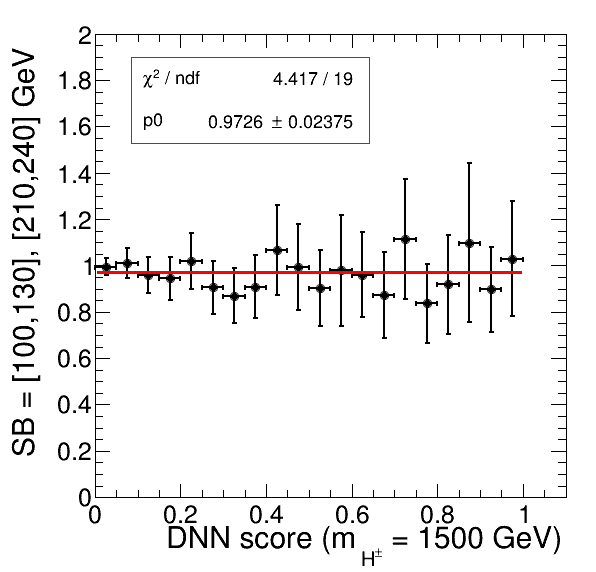 SB = [100,130], [210,240] GeV
2
1.8
1.6
1.4
1.2
1
0.8
0.6
0.4
0.2
0
χ² / ndf 4.417 / 19
p0 0.9726 ± 0.02375
0 0.2 0.4 0.6 0.8 1
DNN score (m_H± = 1500 GeV)